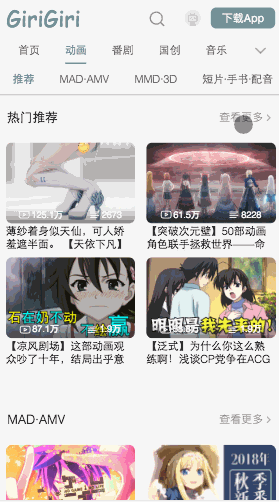 GiriGiri
下载App
首页 动画 番剧 国创 音乐
推荐 MAD·AMV MMD·3D 短片·手书·配音
热门推荐
查看更多
125.1万 2673
61.5万 8228
薄纱着身似天仙，可人娇
羞遮半面。 【天依下凡】
【突破次元壁】50部动画
角色联手拯救世界——命
石在奶不动
在 赢
87.1万
明明是我先来的！
1.9万
【凉风剧场】这部动画观
众吵了十年，结局出乎意
【泛式】为什么你这么熟
练啊！浅谈CP党争在ACG
MAD·AMV
查看更多
2018年
秋季